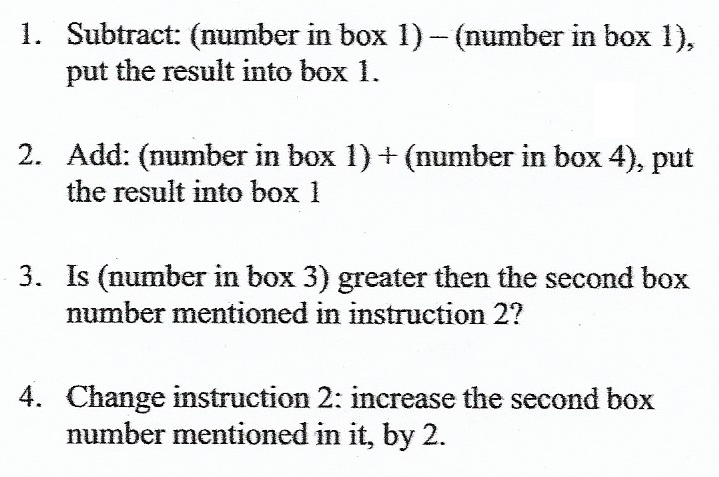 1. Subtract: (number in box 1) – (number in box 1),
put the result into box 1.
2. Add: (number in box 1) + (number in box 4), put
the result into box 1
3. Is (number in box 3) greater then the second box
number mentioned in instruction 2?
4. Change instruction 2: increase the second box
number mentioned in it, by 2.